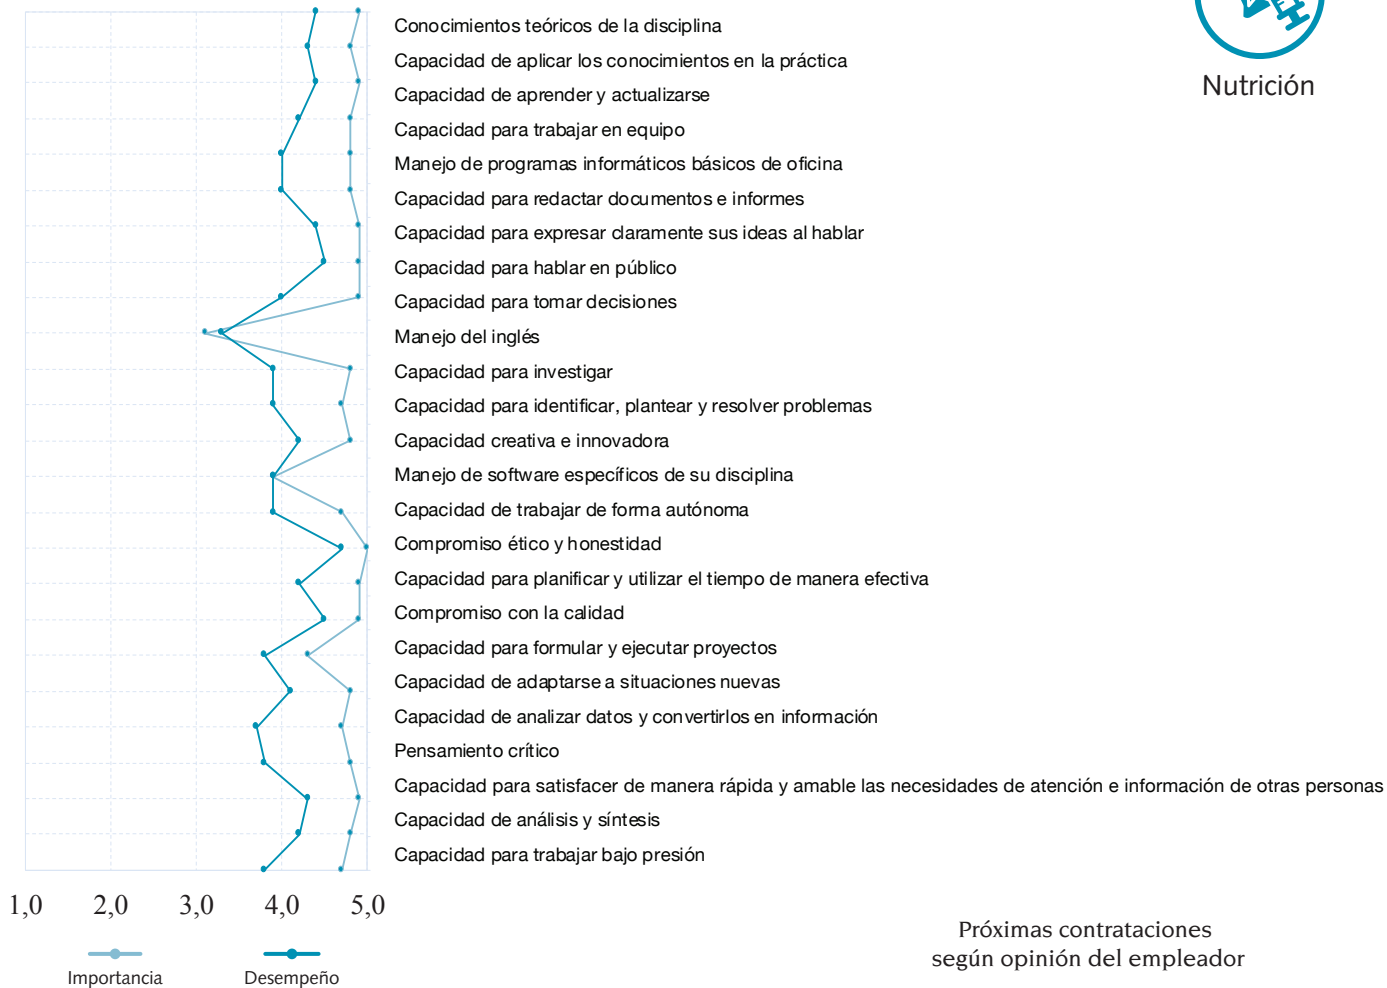 Conocimientos teóricos de la disciplina
Capacidad de aplicar los conocimientos en la práctica
Capacidad de aprender y actualizarse
Capacidad para trabajar en equipo
Manejo de programas informáticos básicos de oficina
Capacidad para redactar documentos e informes
Capacidad para expresar claramente sus ideas al hablar
Capacidad para hablar en público
Capacidad para tomar decisiones
Manejo del inglés
Capacidad para investigar
Capacidad para identificar, plantear y resolver problemas
Capacidad creativa e innovadora
Manejo de software específicos de su disciplina
Capacidad de trabajar de forma autónoma
Compromiso ético y honestidad
Capacidad para planificar y utilizar el tiempo de manera efectiva
Compromiso con la calidad
Capacidad para formular y ejecutar proyectos
Capacidad de adaptarse a situaciones nuevas
Capacidad de analizar datos y convertirlos en información
Pensamiento crítico
Capacidad para satisfacer de manera rápida y amable las necesidades de atención e información de otras personas
Capacidad de análisis y síntesis
Capacidad para trabajar bajo presión
1,0 2,0 3,0 4,0 5,0
Importancia Desempeño
Nutrición
Próximas contrataciones
según opinión del empleador